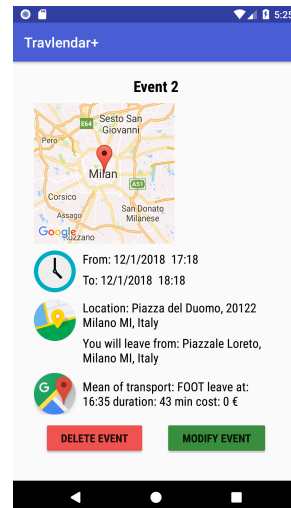 5:25
Travlendar+
Event 2
Sesto San
Giovanni
E64
Pero
Milan
A51
Corsico
Assago
San Donato
Milanese
Google
From: 12/1/2018 17:18
To: 12/1/2018 18:18
Location: Piazza del Duomo, 20122
Milano MI, Italy
You will leave from: Piazzale Loreto,
Milano MI, Italy
G
Mean of transport: FOOT leave at:
16:35 duration: 43 min cost: 0 €
DELETE EVENT
MODIFY EVENT